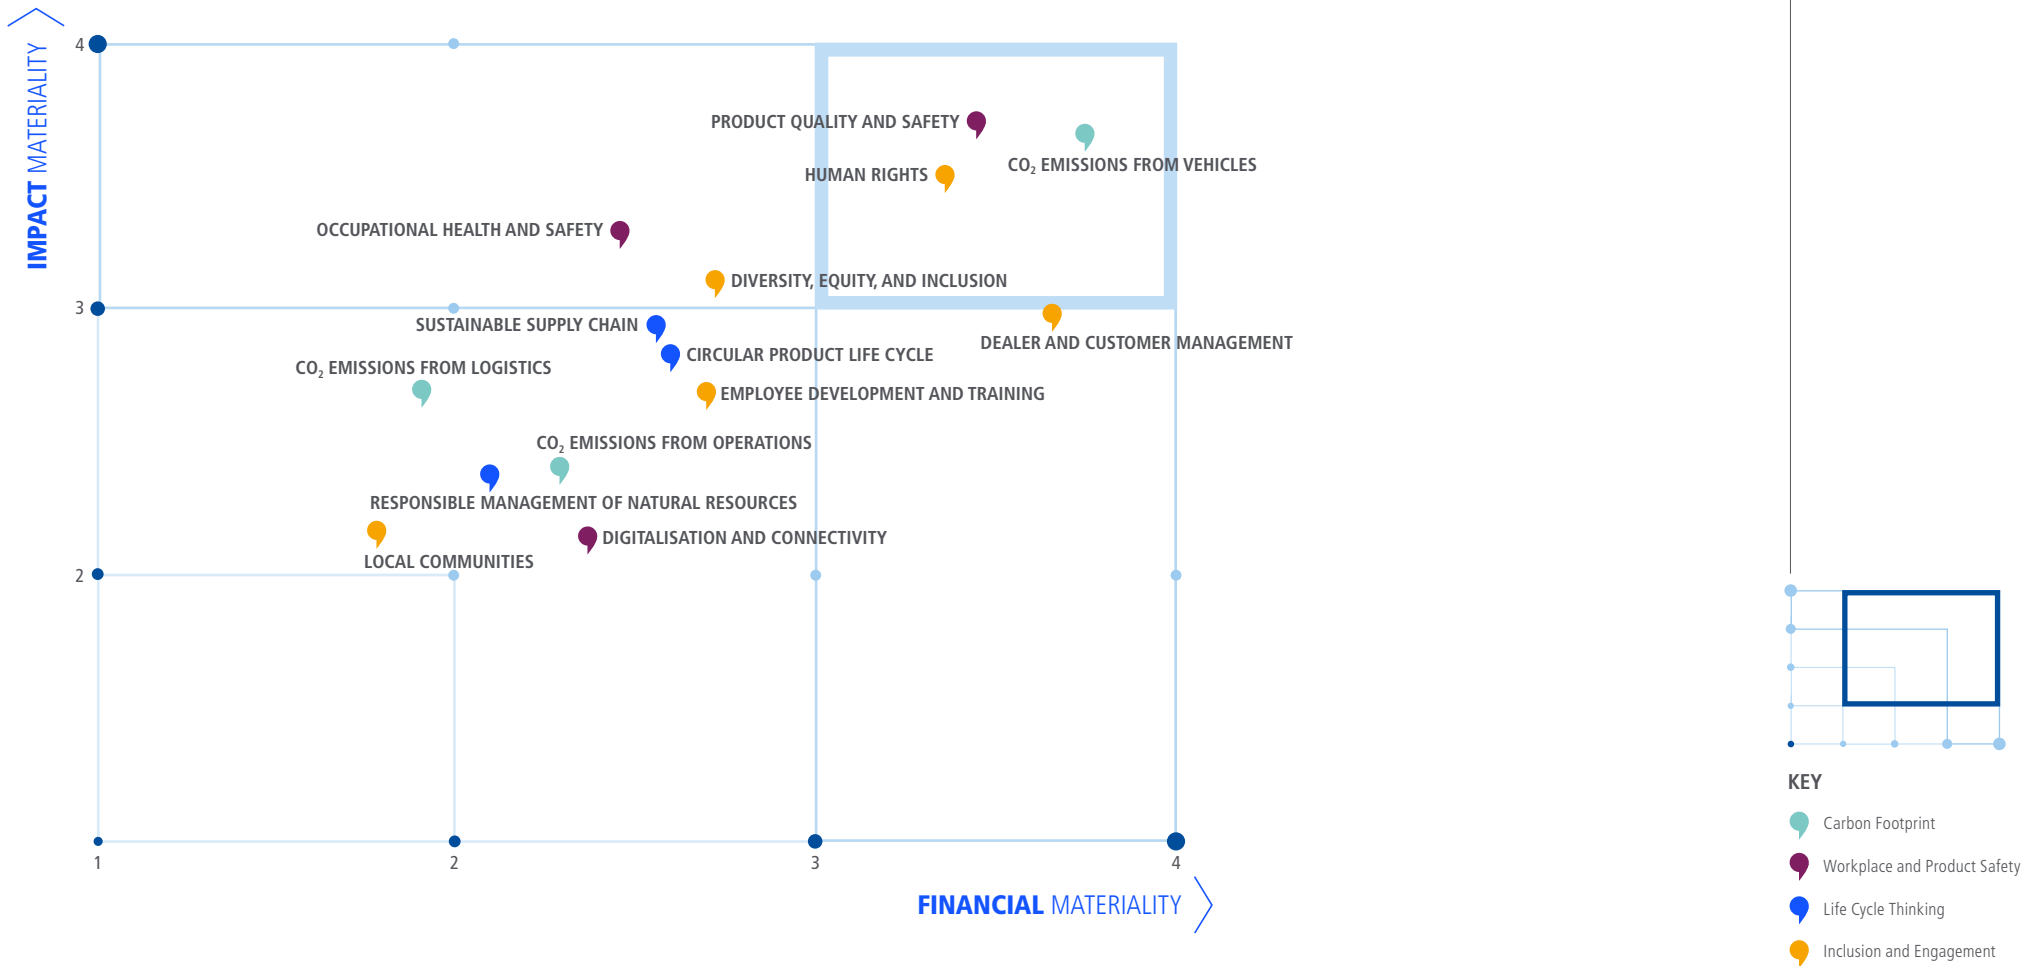 IMPACT MATERIALITY
4
PRODUCT QUALITY AND SAFETY
CO₂ EMISSIONS FROM VEHICLES
HUMAN RIGHTS
OCCUPATIONAL HEALTH AND SAFETY
DIVERSITY, EQUITY, AND INCLUSION
3
SUSTAINABLE SUPPLY CHAIN
DEALER AND CUSTOMER MANAGEMENT
CIRCULAR PRODUCT LIFE CYCLE
CO₂ EMISSIONS FROM LOGISTICS
EMPLOYEE DEVELOPMENT AND TRAINING
CO₂ EMISSIONS FROM OPERATIONS
RESPONSIBLE MANAGEMENT OF NATURAL RESOURCES
DIGITALISATION AND CONNECTIVITY
LOCAL COMMUNITIES
2
1 2 3 4
FINANCIAL MATERIALITY
KEY
Carbon Footprint
Workplace and Product Safety
Life Cycle Thinking
Inclusion and Engagement